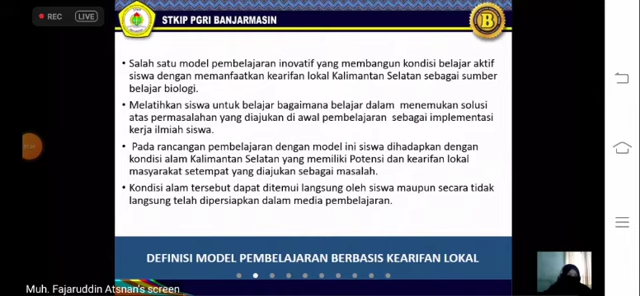 REC LIVE
STKIP PGRI BANJARMASIN
B
• Salah satu model pembelajaran inovatif yang membangun kondisi belajar aktif
siswa dengan memanfaatkan kearifan lokal Kalimantan Selatan sebagai sumber
belajar biologi.
• Melatihkan siswa untuk belajar bagaimana belajar dalam menemukan solusi
atas permasalahan yang diajukan di awal pembelajaran sebagai implementasi
kerja ilmiah siswa.
• Pada rancangan pembelajaran dengan model ini siswa dihadapkan dengan
kondisi alam Kalimantan Selatan yang memiliki Potensi dan kearifan lokal
masyarakat setempat yang diajukan sebagai masalah.
• Kondisi alam tersebut dapat ditemui langsung oleh siswa maupun secara tidak
langsung telah dipersiapkan dalam media pembelajaran.
DEFINISI MODEL PEMBELAJARAN BERBASIS KEARIFAN LOKAL
Muh. Fajaruddin Atsnan's screen